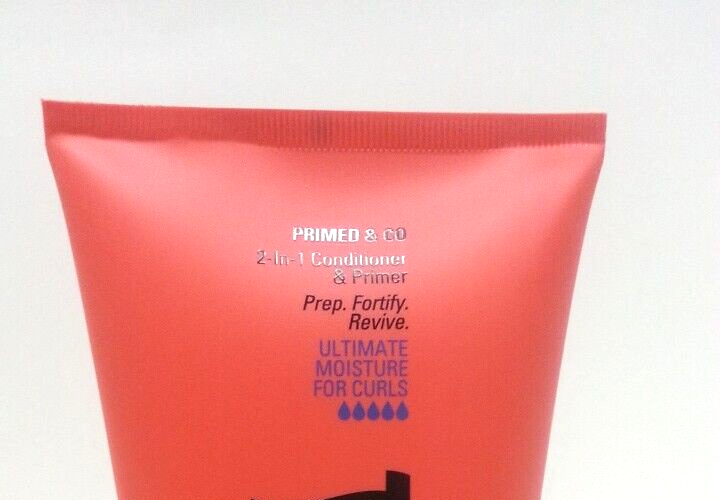 PRIMED & CO
2-In-1 Conditioner
& Primer
Prep. Fortify.
Revive.
ULTIMATE
MOISTURE
FOR CURLS